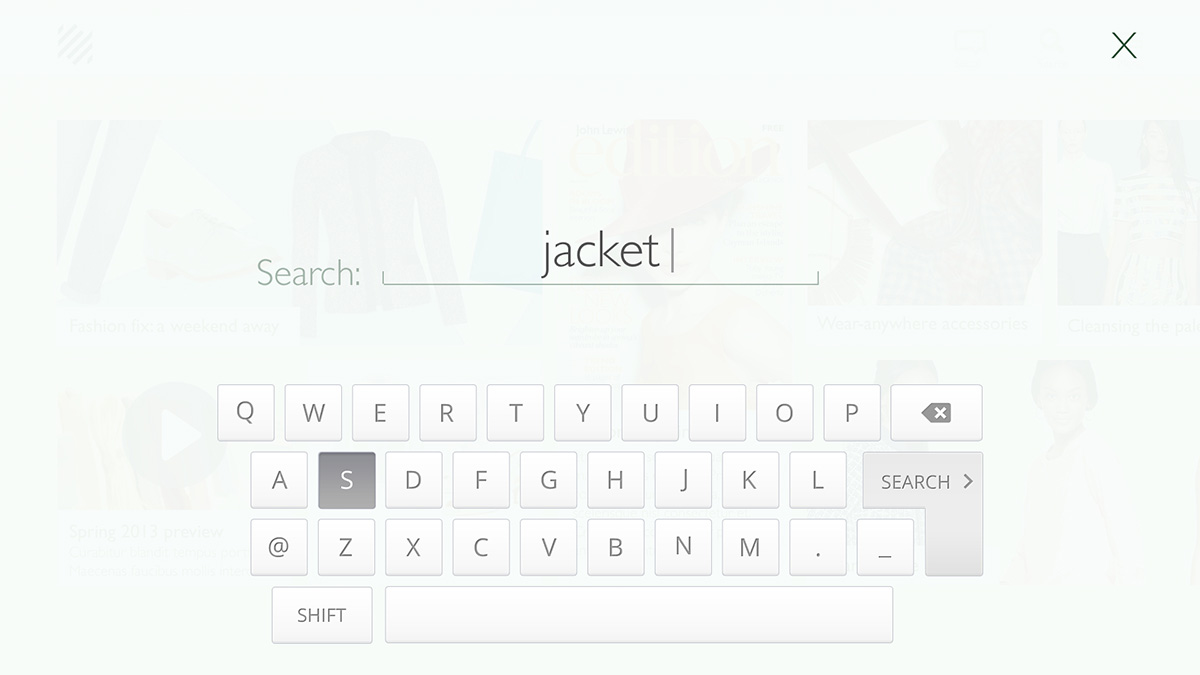 John Lewis
edition
Search: jacket
Fashion fix: a weekend away
Wear-anywhere accessories
Cleansing the
Q W E R T Y U I O P
A S D F G H J K L SEARCH
@ Z X C V B N M . _
Spring 2013 preview
SHIFT